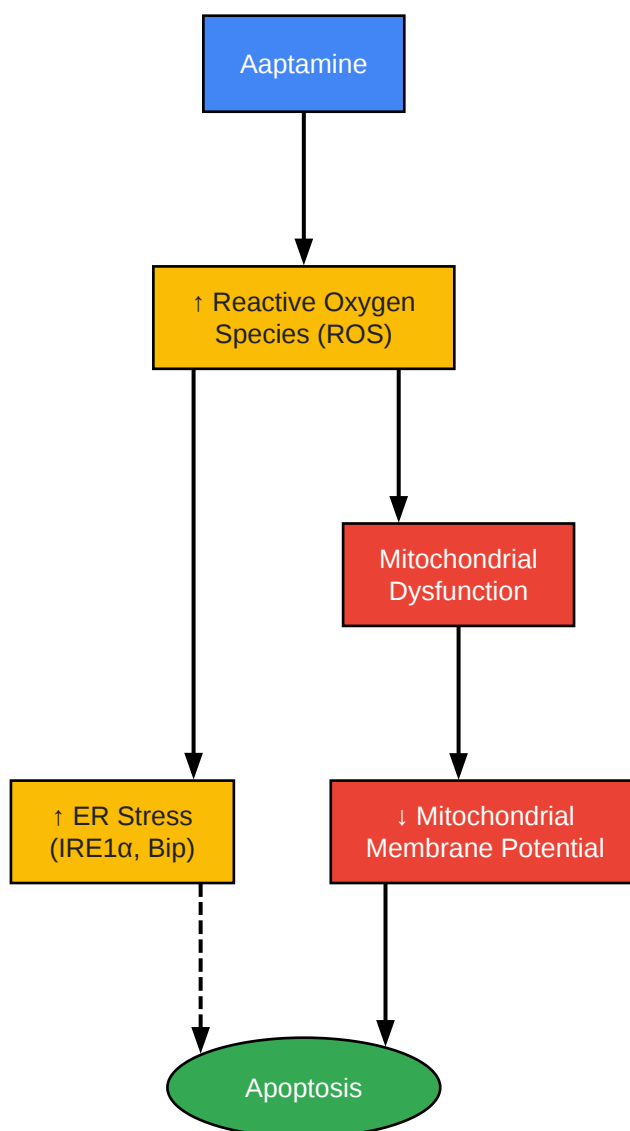 Aaptamine
↑ Reactive Oxygen
Species (ROS)
Mitochondrial
Dysfunction
↑ ER Stress
(IRE1α, Bip)
↓ Mitochondrial
Membrane Potential
Apoptosis